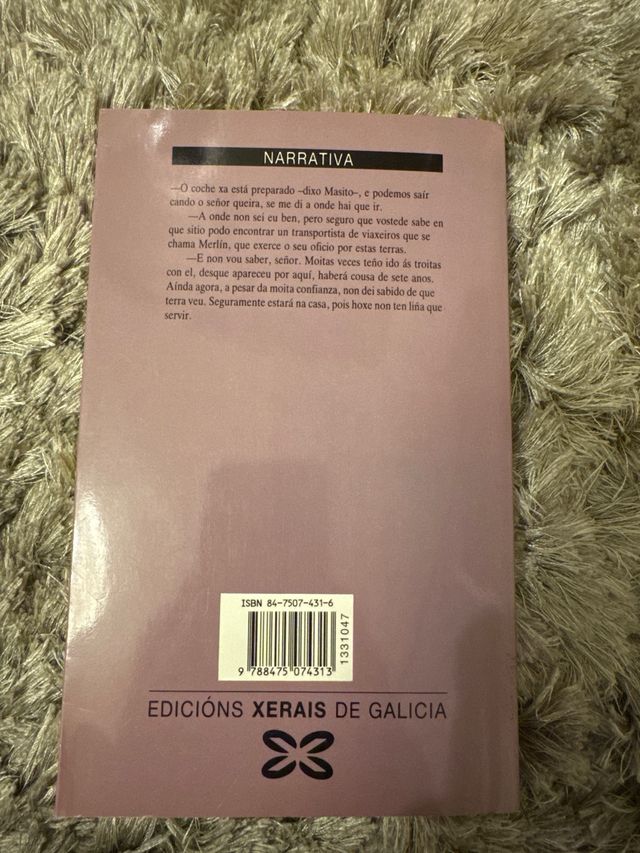 NARRATIVA
—O coche xa está preparado –dixo Masito–, e podemos saír
cando o señor queira, se me di a onde hai que ir.
—A onde non sei eu ben, pero seguro que vostede sabe en
que sitio podo encontrar un transportista de viaxeiros que se
chama Merlín, que exerce o seu oficio por estas terras.
—E non vou saber, señor. Moitas veces teño ido ás troitas
con el, desque apareceu por aquí, haberá cousa de sete anos.
Aínda agora, a pesar da moita confianza, non dei sabido de que
terra veu. Seguramente estará na casa, pois hoxe non ten liña que
servir.
ISBN 84-7507-431-6
9 788475 074313
1331047
EDICIÓNS XERAIS DE GALICIA